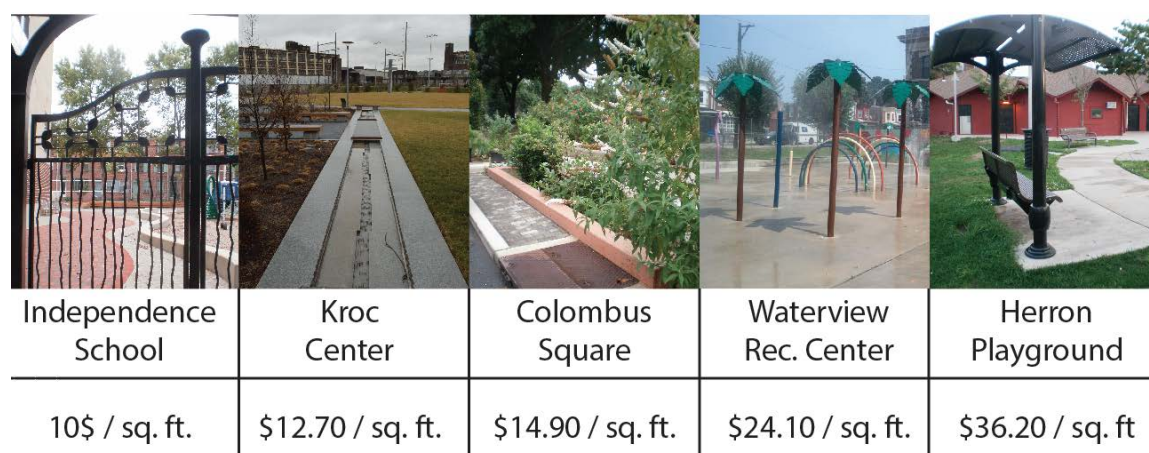 Independence
School
Kroc
Center
Colombus
Square
Waterview
Rec. Center
Herron
Playground
10$ / sq. ft.
$12.70 / sq. ft.
$14.90 / sq. ft.
$24.10 / sq. ft.
$36.20 / sq. ft